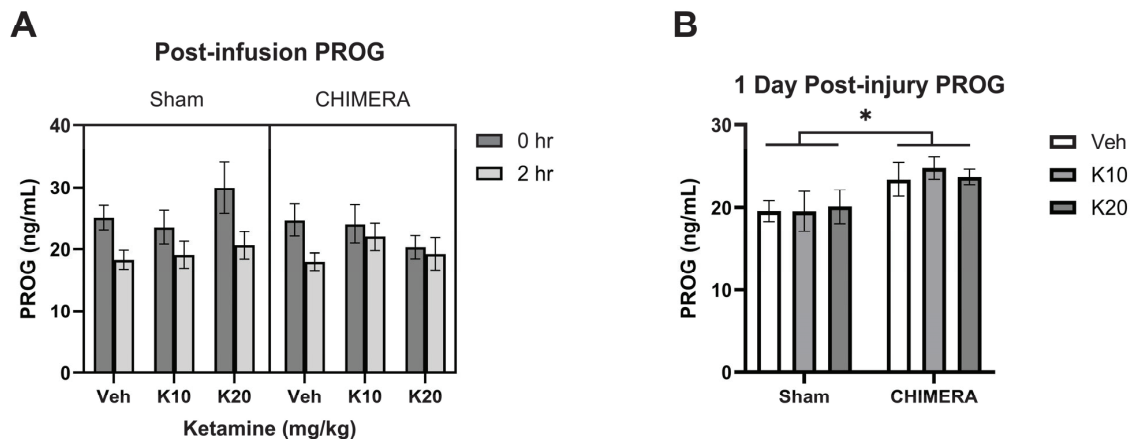 A
Post-infusion PROG
Sham
CHIMERA
PROG (ng/mL)
40
30
20
10
0
Veh K10 K20 Veh K10 K20
Ketamine (mg/kg)
0 hr
2 hr
B
1 Day Post-injury PROG
*
PROG (ng/mL)
30
20
10
0
Sham CHIMERA
Veh
K10
K20